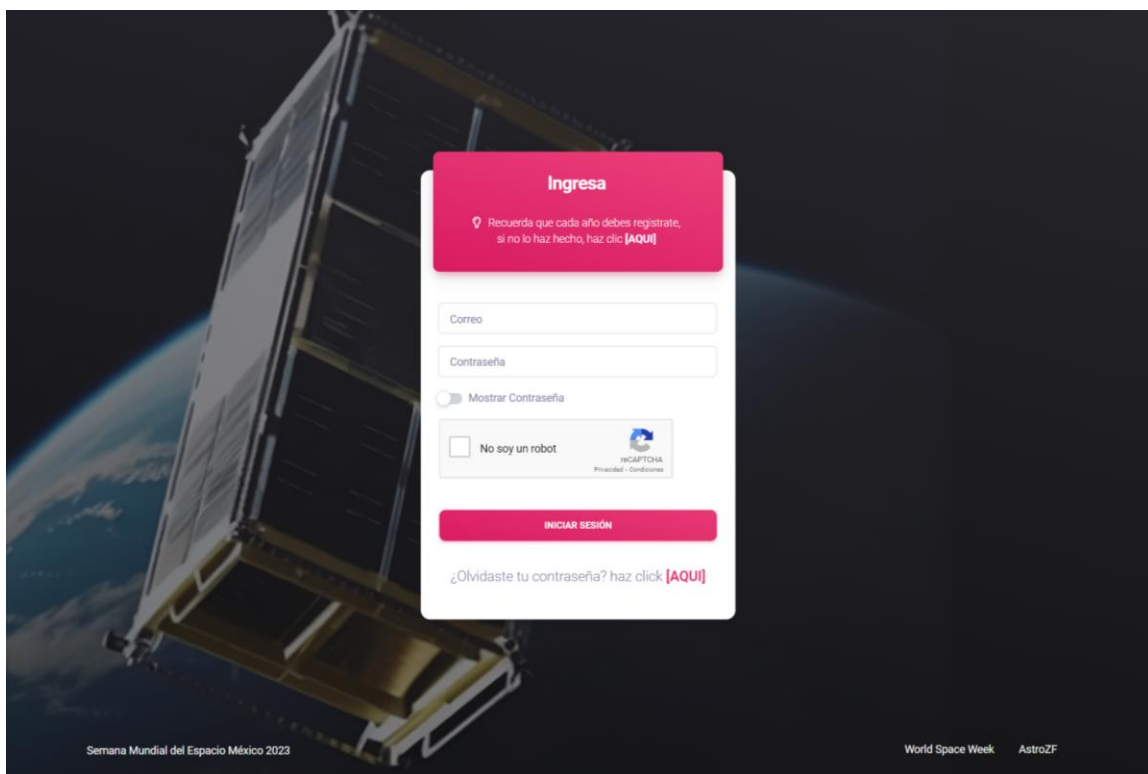 Ingresa
Recuerda que cada año debes registrate,
si no lo haz hecho, haz clic [AQUI]
Correo
Contraseña
Mostrar Contraseña
No soy un robot
reCAPTCHA
Privacidad - Condiciones
INICIAR SESIÓN
¿Olvidaste tu contraseña? haz click [AQUI]
Semana Mundial del Espacio México 2023
World Space Week AstroZF